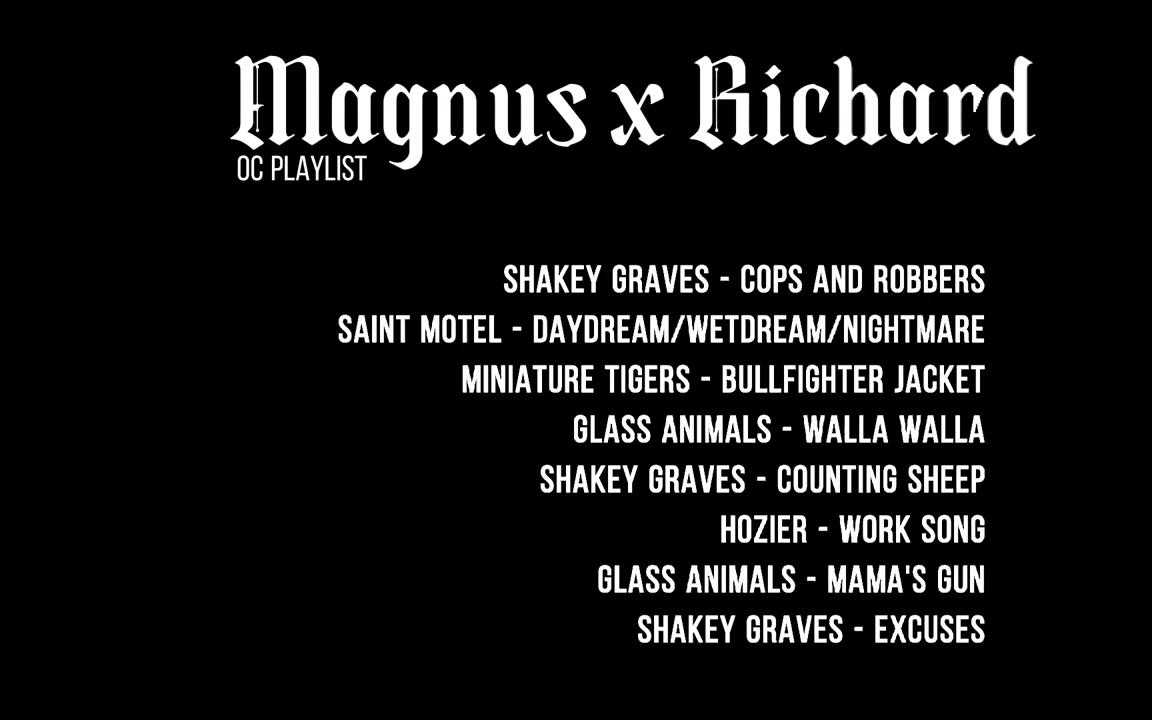 Magnus x Richard
OC PLAYLIST
SHAKEY GRAVES - COPS AND ROBBERS
SAINT MOTEL - DAYDREAM/WETDREAM/NIGHTMARE
MINIATURE TIGERS - BULLFIGHTER JACKET
GLASS ANIMALS - WALLA WALLA
SHAKEY GRAVES - COUNTING SHEEP
HOZIER - WORK SONG
GLASS ANIMALS - MAMA'S GUN
SHAKEY GRAVES - EXCUSES